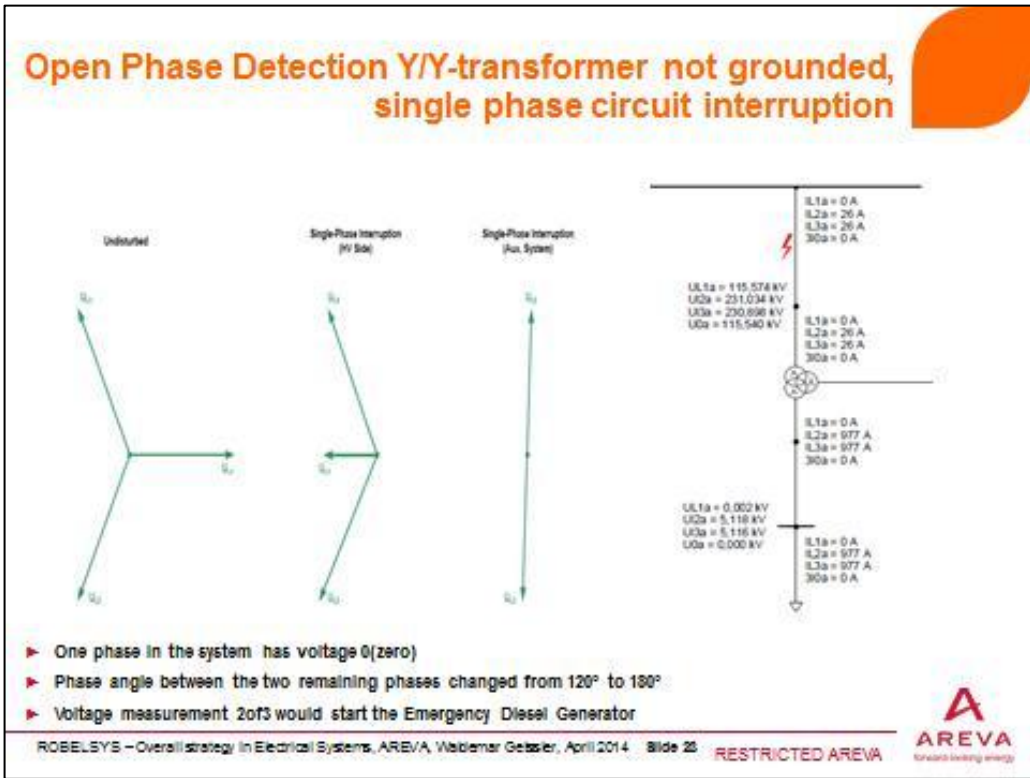 Open Phase Detection Y/Y-transformer not grounded,
single phase circuit interruption
Undisturbed
Single-Phase Interruption
(HV Side)
Single-Phase Interruption
(Aux. System)
IL1a = 0 A
IL2a = 26 A
IL3a = 26 A
3I0a = 0 A
UL1a = 115,574 kV
Ul2a = 231,034 kV
Ul3a = 230,898 kV
U0a = 115,540 kV
IL1a = 0 A
IL2a = 26 A
IL3a = 26 A
3I0a = 0 A
IL1a = 0 A
IL2a = 977 A
IL3a = 977 A
3I0a = 0 A
UL1a = 0,002 kV
Ul2a = 5,118 kV
Ul3a = 5,116 kV
U0a = 0,000 kV
IL1a = 0 A
IL2a = 977 A
IL3a = 977 A
3I0a = 0 A
► One phase in the system has voltage 0(zero)
► Phase angle between the two remaining phases changed from 120° to 180°
► Voltage measurement 2of3 would start the Emergency Diesel Generator
ROBELSYS – Overall strategy in Electrical Systems, AREVA, Waldemar Geissler, April 2014 Slide 28
RESTRICTED AREVA
AREVA
forward-looking energy